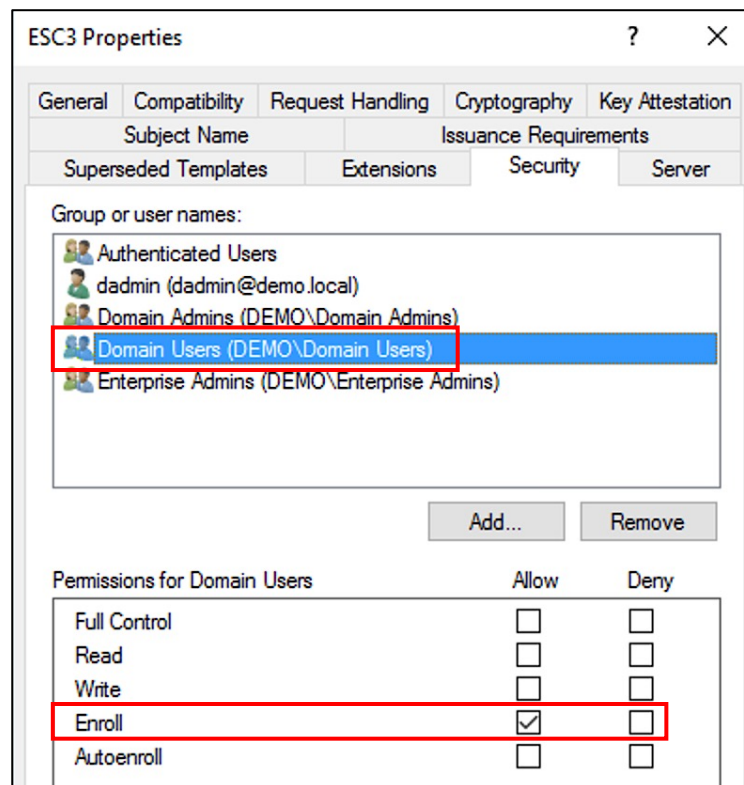 ESC3 Properties ? ×
General Compatibility Request Handling Cryptography Key Attestation
Subject Name Issuance Requirements
Superseded Templates Extensions Security Server
Group or user names:
Authenticated Users
dadmin (dadmin@demo.local)
Domain Admins (DEMO\Domain Admins)
Domain Users (DEMO\Domain Users)
Enterprise Admins (DEMO\Enterprise Admins)
Add... Remove
Permissions for Domain Users Allow Deny
Full Control
Read
Write
Enroll
Autoenroll